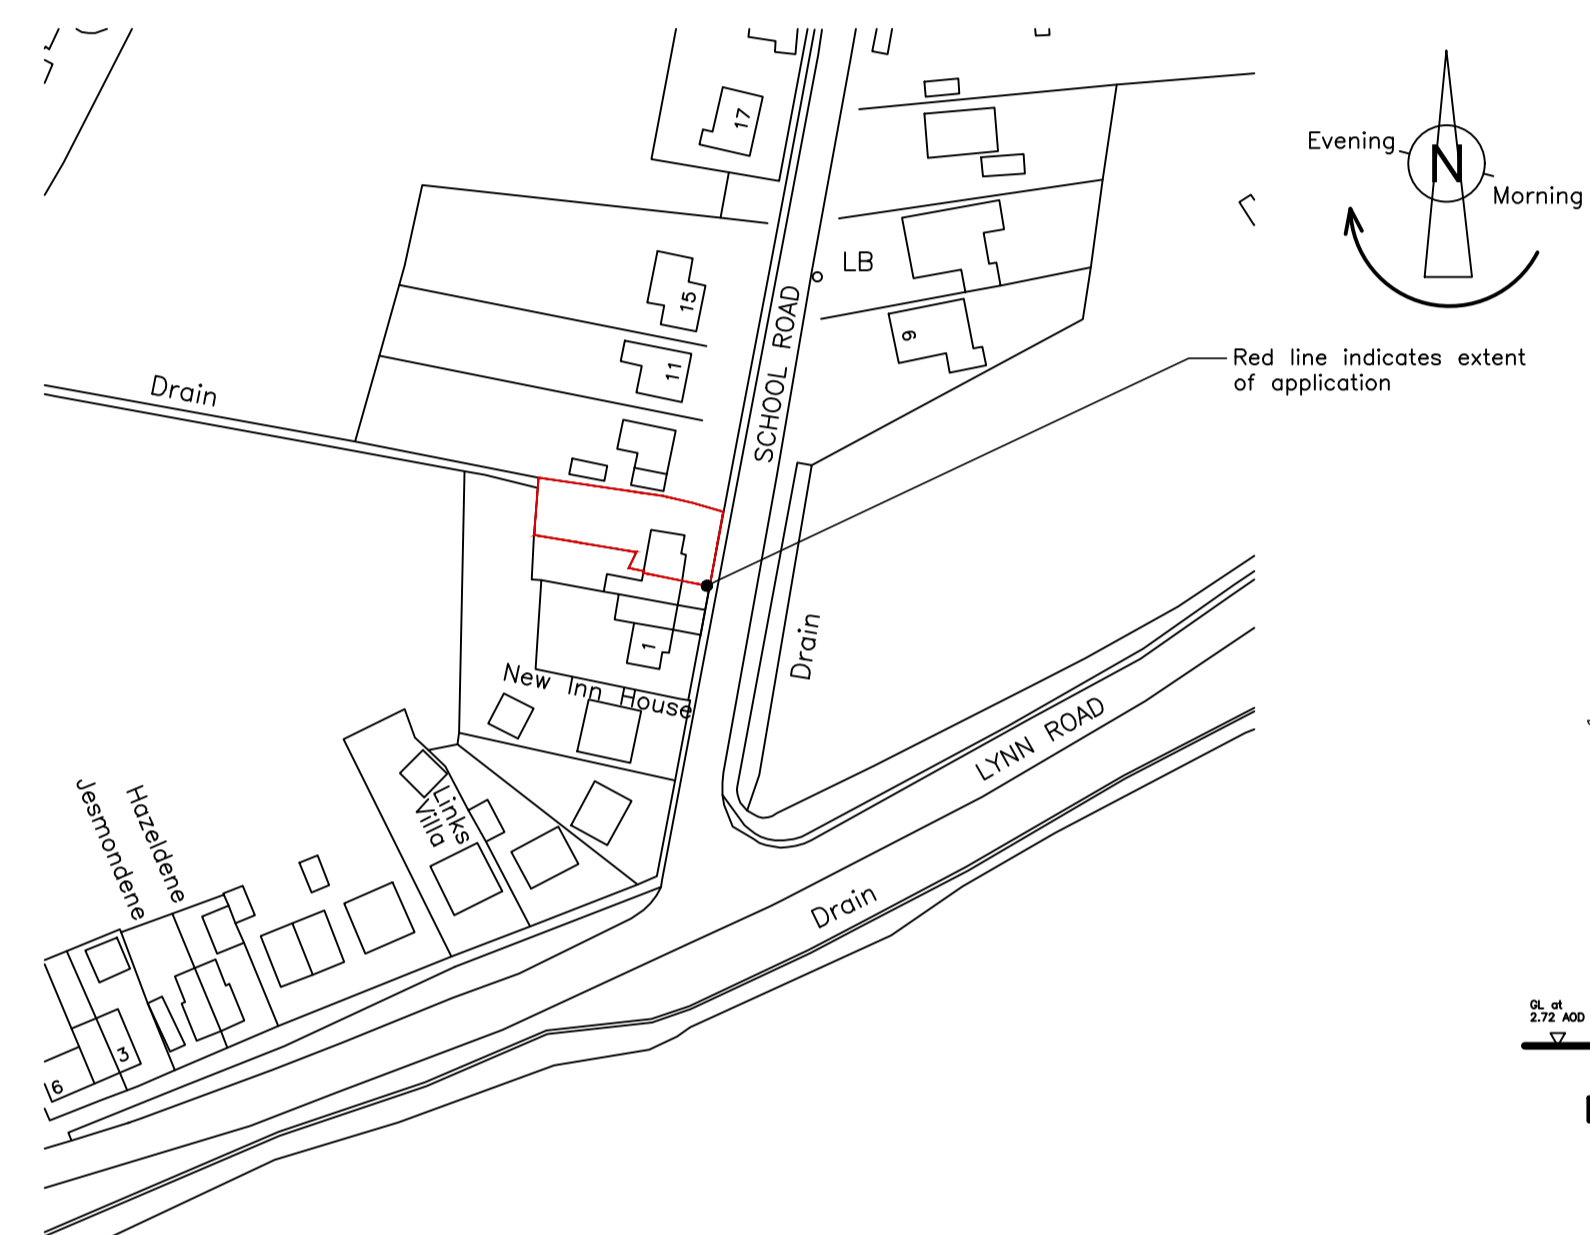 17
Evening
N
Morning
LB
15
SCHOOL ROAD
9
Red line indicates extent
of application
11
Drain
Drain
1
New Inn House
LYNN ROAD
Links
Villa
Hazeldene
Jesmondene
Drain
3
16
GL at
2.72 AOD